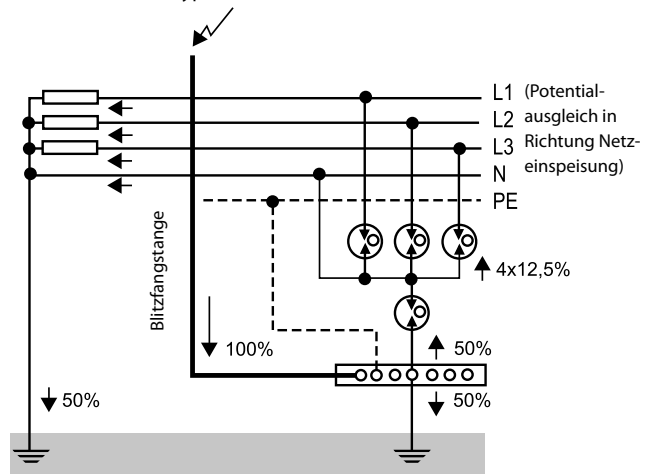 L1 (Potential-
L2 ausgleich in
L3 Richtung Netz-
N einspeisung)
PE
Blitzfangstange
4x12,5%
100%
50%
50%
50%